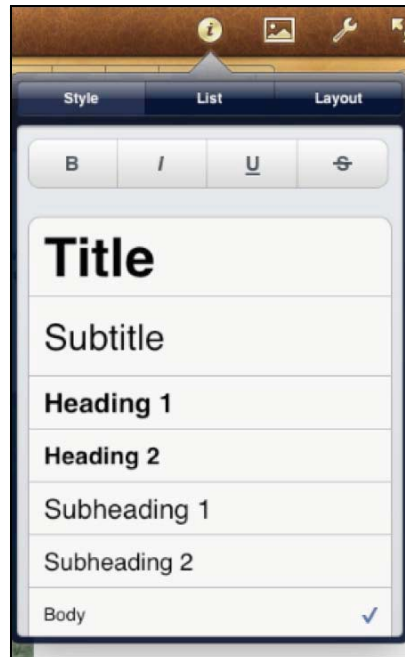 Style List Layout
B I U S
Title
Subtitle
Heading 1
Heading 2
Subheading 1
Subheading 2
Body